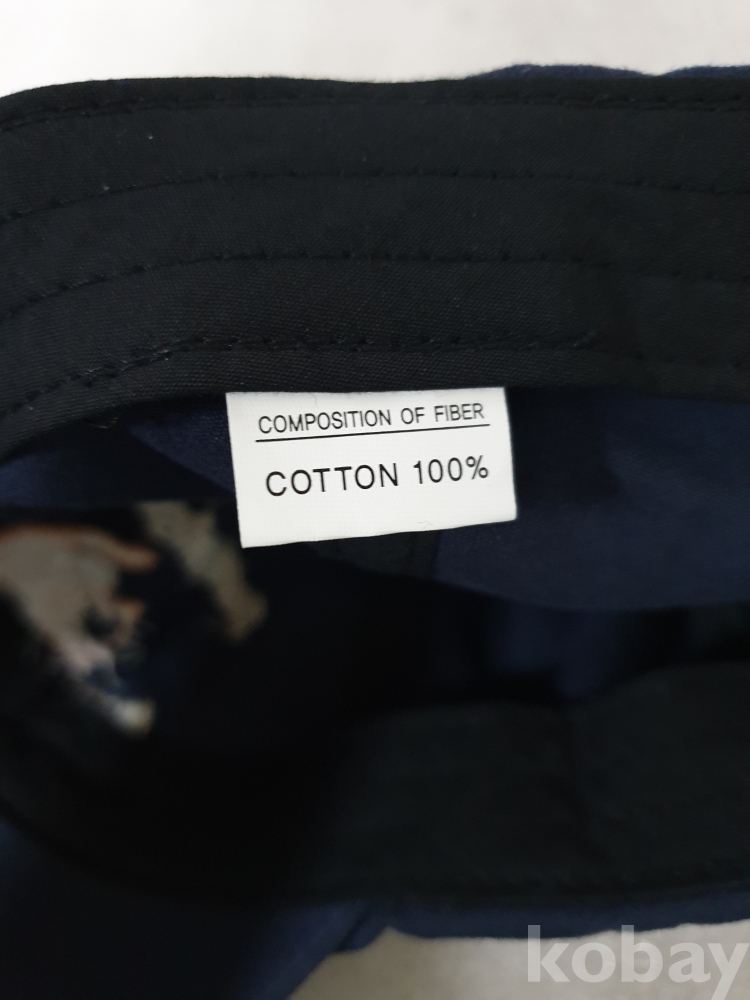 COMPOSITION OF FIBER
COTTON 100%
kobay